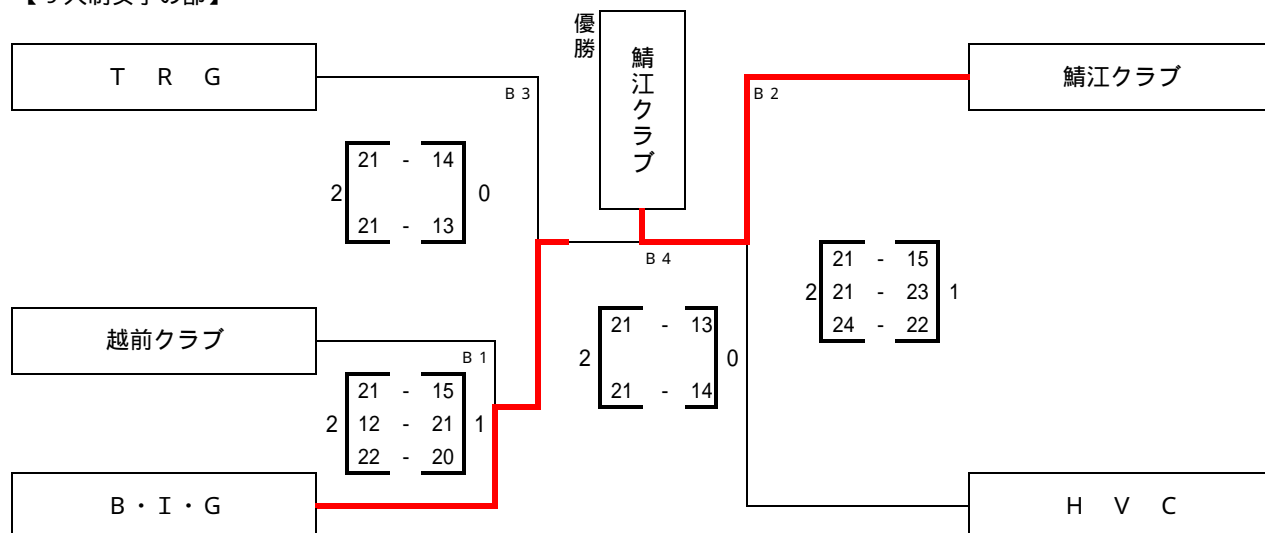 優勝
鯖江クラブ
Ｔ Ｒ Ｇ
鯖江クラブ
Ｂ３
Ｂ２
21 - 14
2 0
21 - 13
Ｂ４
21 - 15
2 21 - 23 1
24 - 22
越前クラブ
Ｂ１
21 - 13
2 0
21 - 14
21 - 15
2 12 - 21 1
22 - 20
Ｂ・Ｉ・Ｇ
Ｈ Ｖ Ｃ